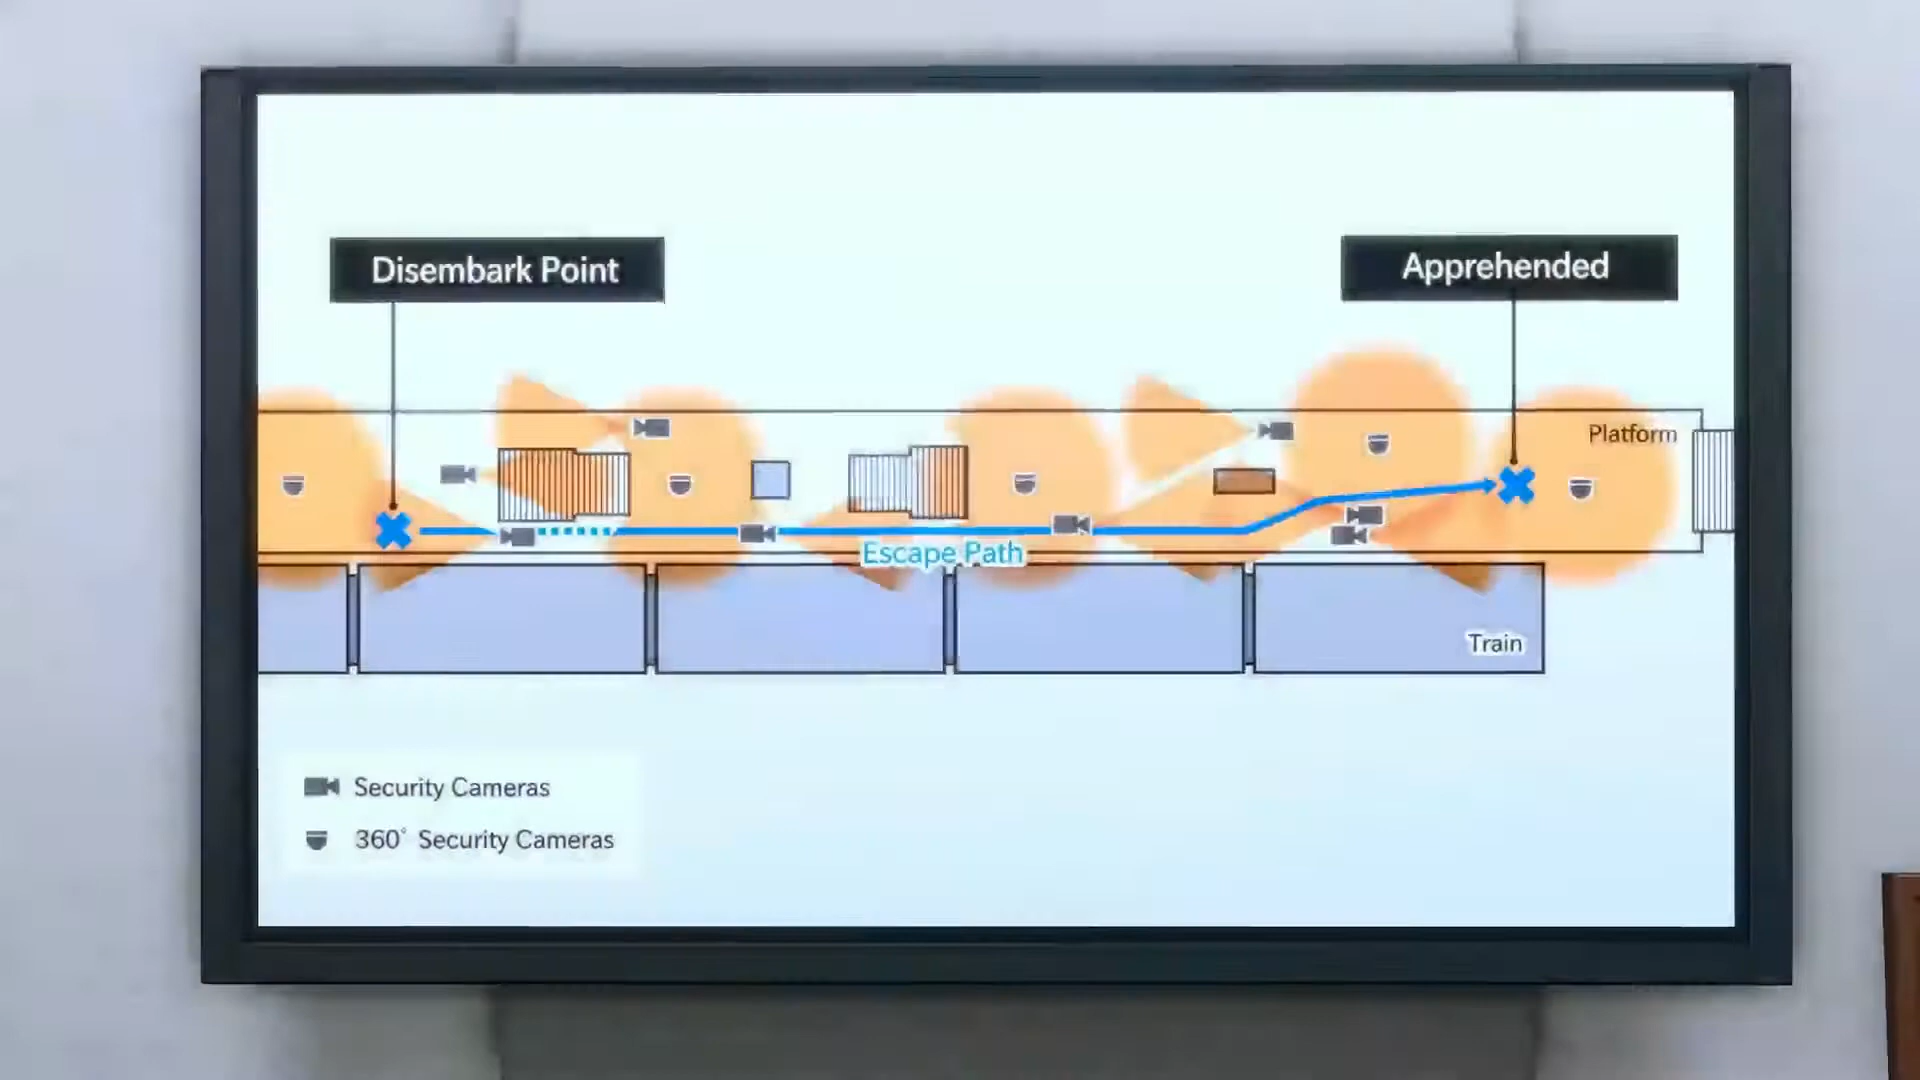 Disembark Point
Apprehended
Platform
Escape Path
Train
Security Cameras
360° Security Cameras